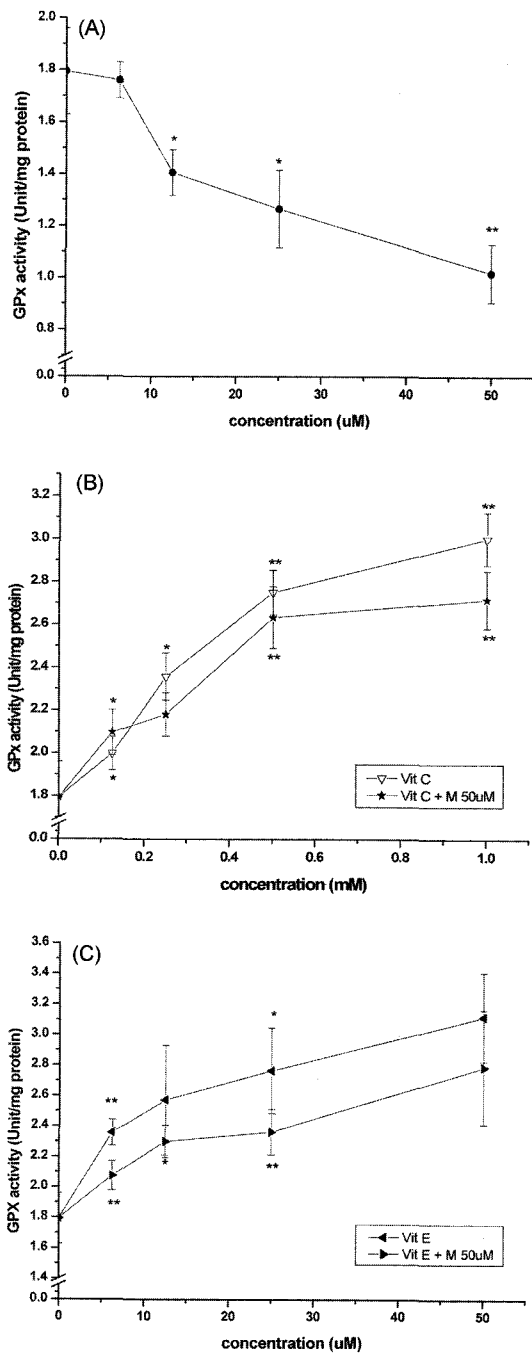 (A)
GPx activity (Unit/mg protein)
2.0
1.8
1.6
1.4
1.2
1.0
0.8
0.0
*
*
**
0 10 20 30 40 50
concentration (uM)
(B)
GPx activity (Unit/mg protein)
3.2
3.0
2.8
2.6
2.4
2.2
2.0
1.8
0.0
**
**
*
*
*
**
**
Vit C
Vit C + M 50uM
0.0 0.2 0.4 0.6 0.8 1.0
concentration (mM)
(C)
GPX activity (Unit/mg protein)
3.6
3.4
3.2
3.0
2.8
2.6
2.4
2.2
2.0
1.8
1.6
1.4
0.0
*
**
*
**
**
Vit E
Vit E + M 50uM
0 10 20 30 40 50
concentration (uM)